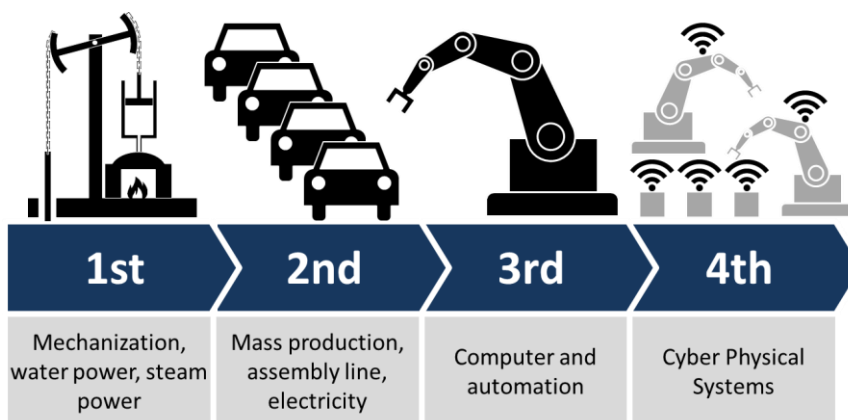 1st
2nd
3rd
4th
Mechanization,
water power, steam
power
Mass production,
assembly line,
electricity
Computer and
automation
Cyber Physical
Systems